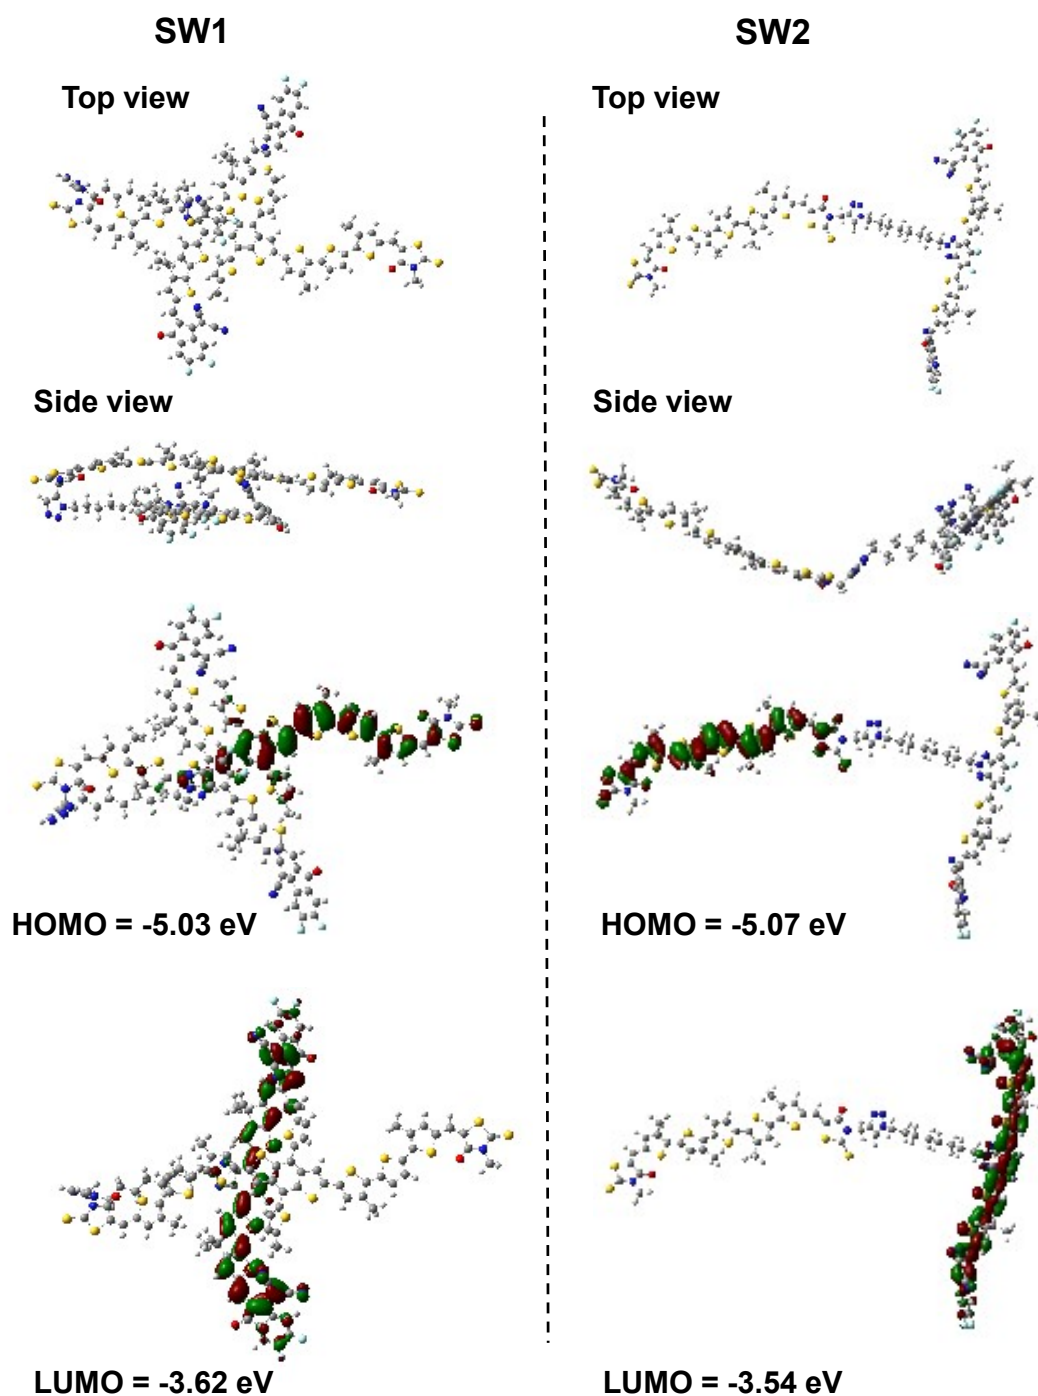 SW1
SW2
Top view
Top view
Side view
Side view
HOMO = -5.03 eV
HOMO = -5.07 eV
LUMO = -3.62 eV
LUMO = -3.54 eV